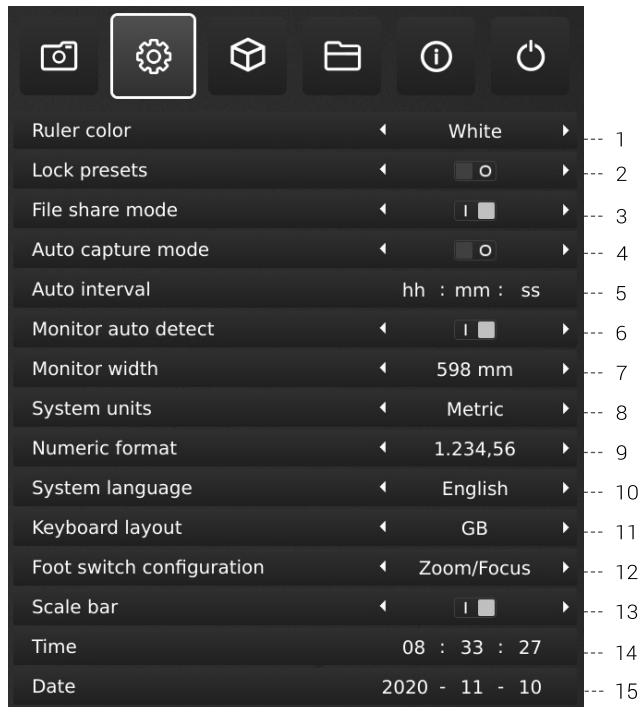 Ruler color White --- 1
Lock presets O --- 2
File share mode I --- 3
Auto capture mode O --- 4
Auto interval hh : mm : ss --- 5
Monitor auto detect I --- 6
Monitor width 598 mm --- 7
System units Metric --- 8
Numeric format 1.234,56 --- 9
System language English --- 10
Keyboard layout GB --- 11
Foot switch configuration Zoom/Focus --- 12
Scale bar I --- 13
Time 08 : 33 : 27 --- 14
Date 2020 - 11 - 10 --- 15